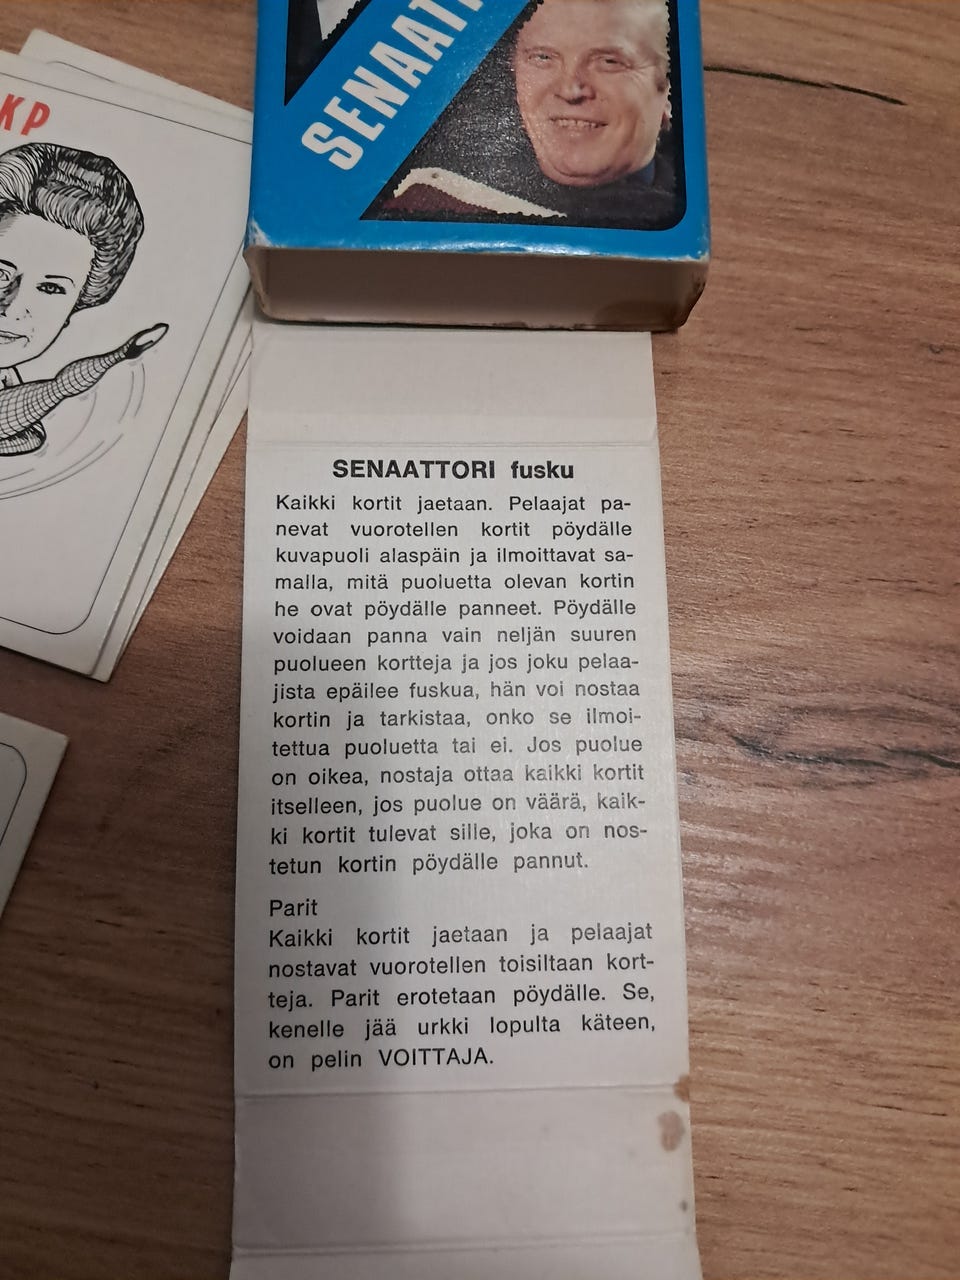 KP
SENAAT
SENAATTORI fusku
Kaikki kortit jaetaan. Pelaajat pa-
nevat vuorotellen kortit pöydälle
kuvapuoli alaspäin ja ilmoittavat sa-
malla, mitä puoluetta olevan kortin
he ovat pöydälle panneet. Pöydälle
voidaan panna vain neljän suuren
puolueen kortteja ja jos joku pelaa-
jista epäilee fuskua, hän voi nostaa
kortin ja tarkistaa, onko se ilmoi-
tettua puoluetta tai ei. Jos puolue
on oikea, nostaja ottaa kaikki kortit
itselleen, jos puolue on väärä, kaik-
ki kortit tulevat sille, joka on nos-
tetun kortin pöydälle pannut.
Parit
Kaikki kortit jaetaan ja pelaajat
nostavat vuorotellen toisiltaan kort-
teja. Parit erotetaan pöydälle. Se,
kenelle jää urkki lopulta käteen,
on pelin VOITTAJA.